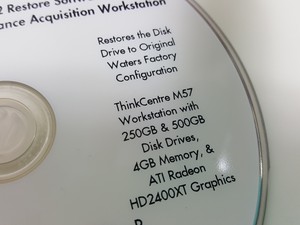 2 Restore Softw
ance Acquisition Workstation
Restores the Disk
Drive to Original
Waters Factory
Configuration
ThinkCentre M57
Workstation with
250GB & 500GB
Disk Drives,
4GB Memory, &
ATI Radeon
HD2400XT Graphics